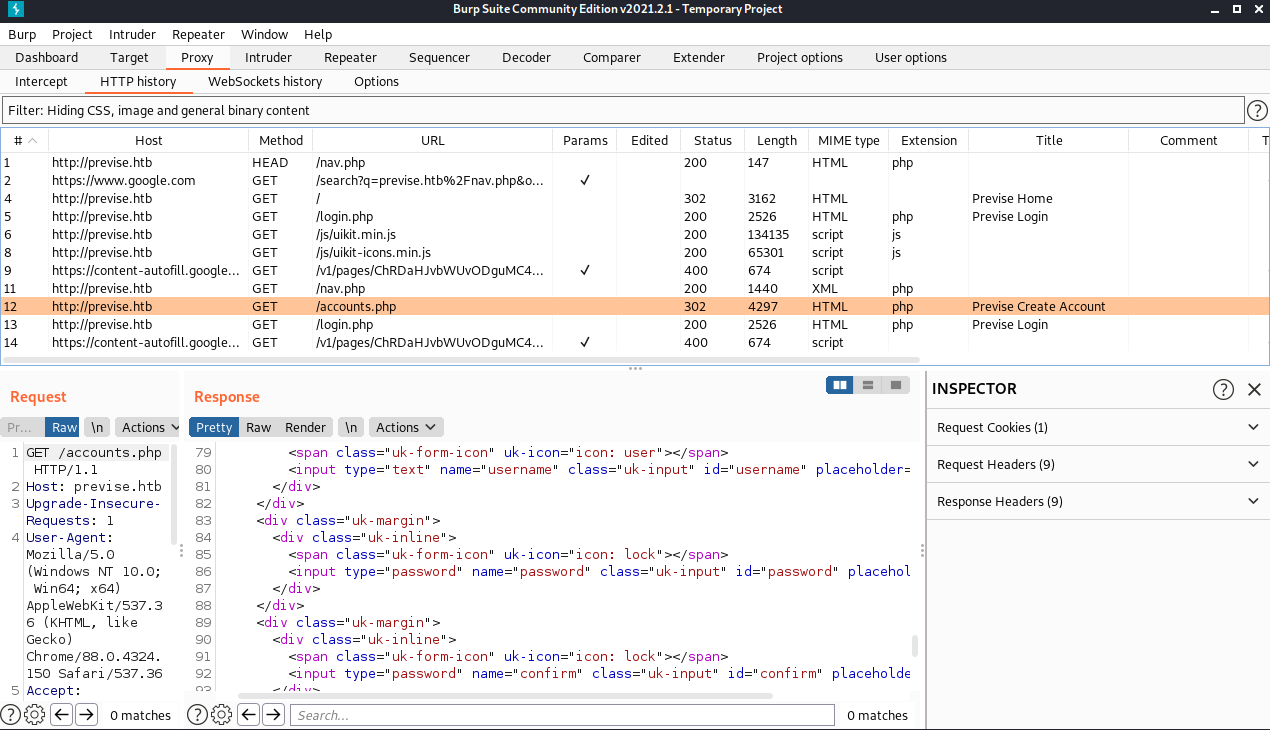 Burp Suite Community Edition v2021.2.1 - Temporary Project
Burp Project Intruder Repeater Window Help
Dashboard Target Proxy Intruder Repeater Sequencer Decoder Comparer Extender Project options User options
Intercept HTTP history WebSockets history Options
Filter: Hiding CSS, image and general binary content ?
# Host Method URL Params Edited Status Length MIME type Extension Title Comment T
1 http://previse.htb HEAD /nav.php 200 147 HTML php
2 https://www.google.com GET /search?q=previse.htb%2Fnav.php&o... ✓
4 http://previse.htb GET / 302 3162 HTML Previse Home
5 http://previse.htb GET /login.php 200 2526 HTML php Previse Login
6 http://previse.htb GET /js/uikit.min.js 200 134135 script js
8 http://previse.htb GET /js/uikit-icons.min.js 200 65301 script js
9 https://content-autofill.google... GET /v1/pages/ChRDaHJvbWUvODguMC4... ✓ 400 674 script
11 http://previse.htb GET /nav.php 200 1440 XML php
12 http://previse.htb GET /accounts.php 302 4297 HTML php Previse Create Account
13 http://previse.htb GET /login.php 200 2526 HTML php Previse Login
14 https://content-autofill.google... GET /v1/pages/ChRDaHJvbWUvODguMC4... ✓ 400 674 script
Request
Pr... Raw \n Actions
1 GET /accounts.php
HTTP/1.1
2 Host: previse.htb
3 Upgrade-Insecure-
Requests: 1
4 User-Agent:
Mozilla/5.0
(Windows NT 10.0;
Win64; x64)
AppleWebKit/537.3
6 (KHTML, like
Gecko)
Chrome/88.0.4324.
150 Safari/537.36
5 Accept:
? 0 matches
Response
Pretty Raw Render \n Actions
79 <span class="uk-form-icon" uk-icon="icon: user"></span>
80 <input type="text" name="username" class="uk-input" id="username" placeholder=
81 </div>
82 </div>
83 <div class="uk-margin">
84 <div class="uk-inline">
85 <span class="uk-form-icon" uk-icon="icon: lock"></span>
86 <input type="password" name="password" class="uk-input" id="password" placehol
87 </div>
88 </div>
89 <div class="uk-margin">
90 <div class="uk-inline">
91 <span class="uk-form-icon" uk-icon="icon: lock"></span>
92 <input type="password" name="confirm" class="uk-input" id="confirm" placeholde
93 </div>
? Search... 0 matches
INSPECTOR ?
Request Cookies (1)
Request Headers (9)
Response Headers (9)